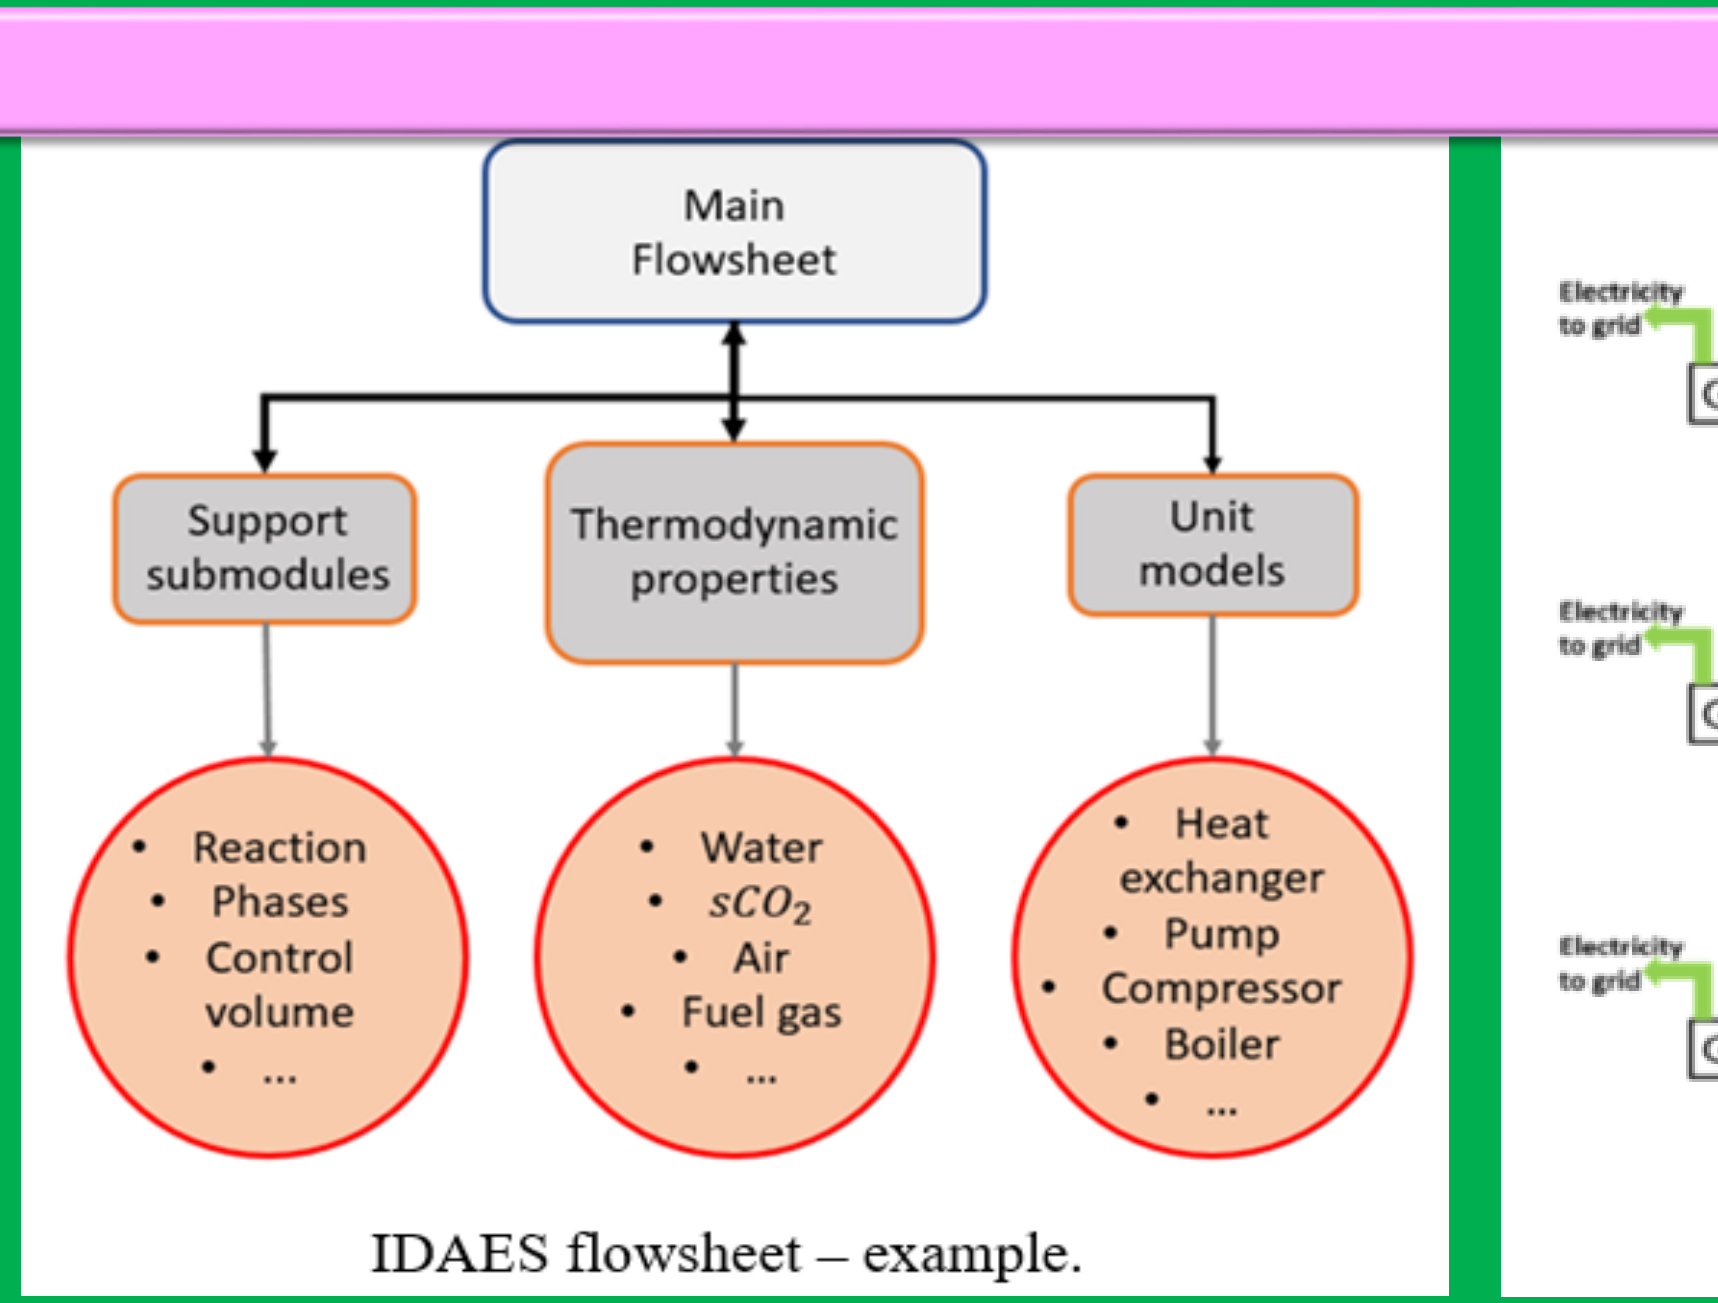 Main
Flowsheet
Support
submodules
Thermodynamic
properties
Unit
models
• Reaction
• Phases
• Control
volume
• ...
• Water
• sCO₂
• Air
• Fuel gas
• ...
• Heat
exchanger
• Pump
• Compressor
• Boiler
• ...
IDAES flowsheet – example.
Electricity
to grid
Electricity
to grid
Electricity
to grid